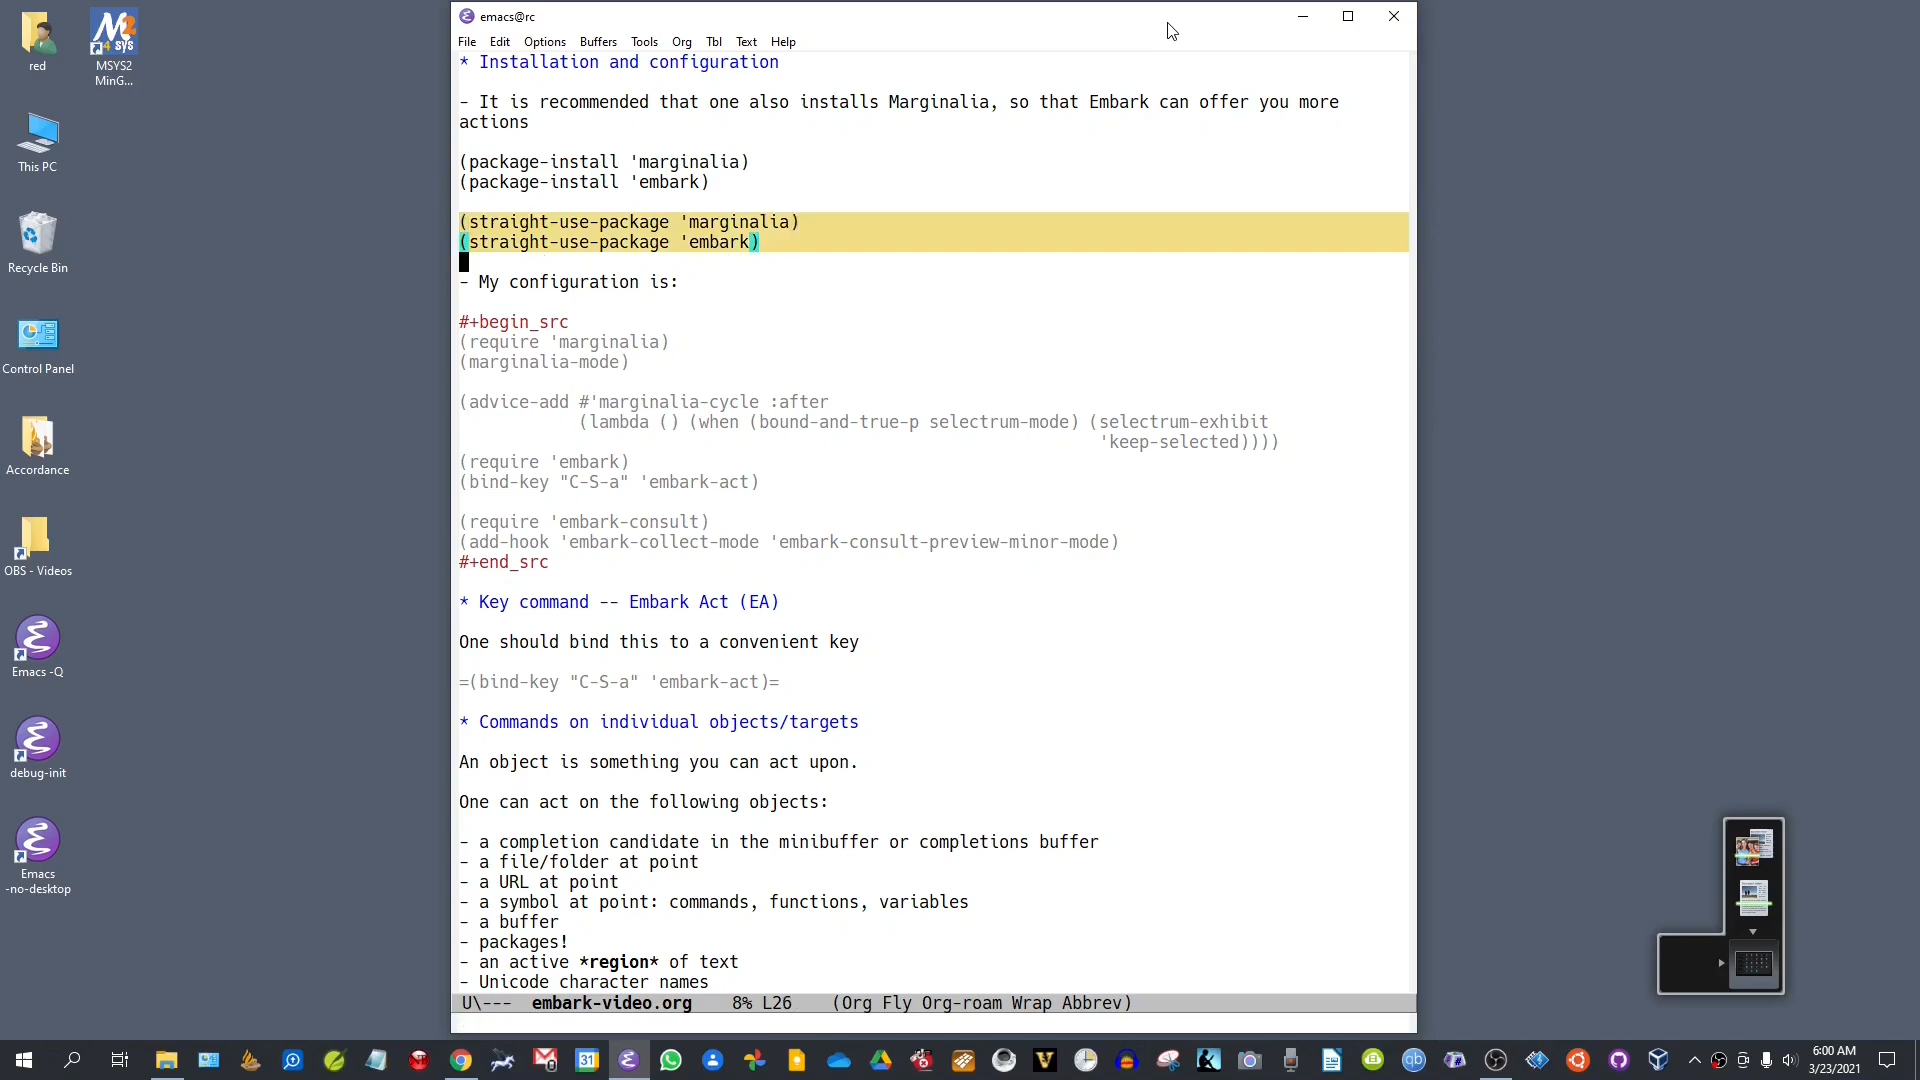 emacs@rc
File Edit Options Buffers Tools Org Tbl Text Help
* Installation and configuration
- It is recommended that one also installs Marginalia, so that Embark can offer you more
actions
(package-install 'marginalia)
(package-install 'embark)
(straight-use-package 'marginalia)
(straight-use-package 'embark)
- My configuration is:
#+begin_src
(require 'marginalia)
(marginalia-mode)
(advice-add #'marginalia-cycle :after
(lambda () (when (bound-and-true-p selectrum-mode) (selectrum-exhibit
'keep-selected))))
(require 'embark)
(bind-key "C-S-a" 'embark-act)
(require 'embark-consult)
(add-hook 'embark-collect-mode 'embark-consult-preview-minor-mode)
#+end_src
* Key command -- Embark Act (EA)
One should bind this to a convenient key
=(bind-key "C-S-a" 'embark-act)=
* Commands on individual objects/targets
An object is something you can act upon.
One can act on the following objects:
- a completion candidate in the minibuffer or completions buffer
- a file/folder at point
- a URL at point
- a symbol at point: commands, functions, variables
- a buffer
- packages!
- an active *region* of text
- Unicode character names
U\--- embark-video.org 8% L26 (Org Fly Org-roam Wrap Abbrev)
red
MSYS2
MinG...
This PC
Recycle Bin
Control Panel
Accordance
OBS - Videos
Emacs -Q
debug-init
Emacs
-no-desktop
6:00 AM
3/23/2021